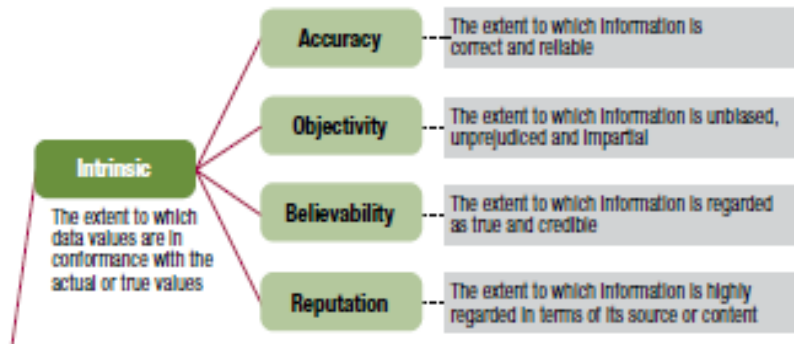 Accuracy
The extent to which information is
correct and reliable
Objectivity
The extent to which information is unbiased,
unprejudiced and impartial
Intrinsic
The extent to which
data values are in
conformance with the
actual or true values
Believability
The extent to which information is regarded
as true and credible
Reputation
The extent to which information is highly
regarded in terms of its source or content